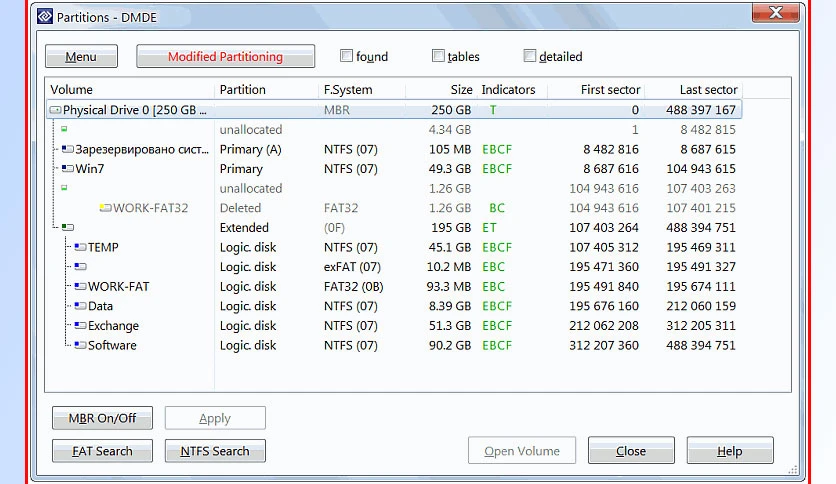 Partitions - DMDE
Menu Modified Partitioning found tables detailed
Volume Partition F.System Size Indicators First sector Last sector
Physical Drive 0 [250 GB ... MBR 250 GB T 0 488 397 167
unallocated 4.34 GB 1 8 482 815
Зарезервировано сист... Primary (A) NTFS (07) 105 MB EBCF 8 482 816 8 687 615
Win7 Primary NTFS (07) 49.3 GB EBCF 8 687 616 104 943 615
unallocated 1.26 GB 104 943 616 107 403 263
WORK-FAT32 Deleted FAT32 1.26 GB BC 104 943 616 107 401 215
Extended (0F) 195 GB ET 107 403 264 488 394 751
TEMP Logic. disk NTFS (07) 45.1 GB EBCF 107 405 312 195 469 311
Logic. disk exFAT (07) 10.2 MB EBC 195 471 360 195 491 327
WORK-FAT Logic. disk FAT32 (0B) 93.3 MB EBC 195 491 840 195 674 111
Data Logic. disk NTFS (07) 8.39 GB EBCF 195 676 160 212 060 159
Exchange Logic. disk NTFS (07) 51.3 GB EBCF 212 062 208 312 205 311
Software Logic. disk NTFS (07) 90.2 GB EBCF 312 207 360 488 394 751
MBR On/Off Apply
FAT Search NTFS Search Open Volume Close Help